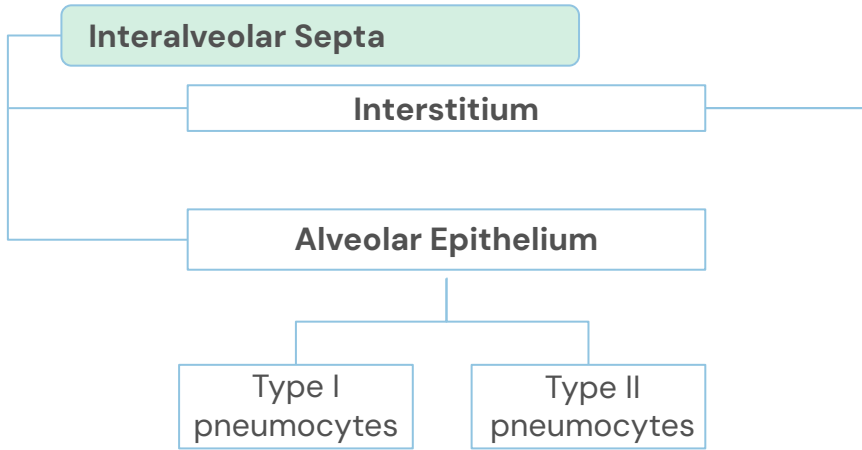 Interalveolar Septa
Interstitium
Alveolar Epithelium
Type I
pneumocytes
Type II
pneumocytes